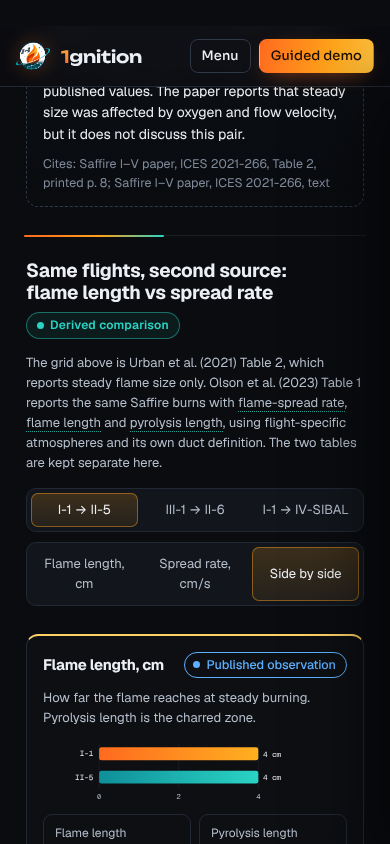 1gnition
Menu
Guided demo
published values. The paper reports that steady
size was affected by oxygen and flow velocity,
but it does not discuss this pair.
Cites: Saffire I–V paper, ICES 2021-266, Table 2,
printed p. 8; Saffire I–V paper, ICES 2021-266, text
Same flights, second source:
flame length vs spread rate
Derived comparison
The grid above is Urban et al. (2021) Table 2, which
reports steady flame size only. Olson et al. (2023) Table 1
reports the same Saffire burns with flame-spread rate,
flame length and pyrolysis length, using flight-specific
atmospheres and its own duct definition. The two tables
are kept separate here.
I-1 → II-5
III-1 → II-6
I-1 → IV-SIBAL
Flame length,
cm
Spread rate,
cm/s
Side by side
Flame length, cm
Published observation
How far the flame reaches at steady burning.
Pyrolysis length is the charred zone.
I-1
4 cm
II-5
4 cm
0
2
4
Flame length
Pyrolysis length